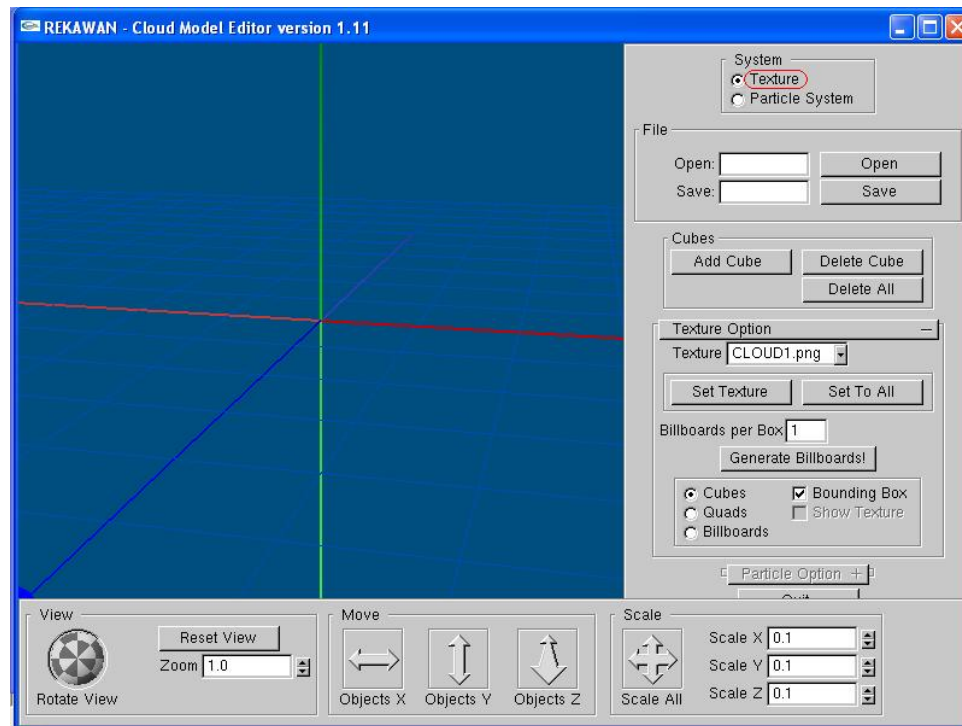 REKAWAN - Cloud Model Editor version 1.11
System
Texture
Particle System
File
Open:
Open
Save:
Save
Cubes
Add Cube
Delete Cube
Delete All
Texture Option
Texture CLOUD1.png
Set Texture
Set To All
Billboards per Box 1
Generate Billboards!
Cubes
Bounding Box
Quads
Show Texture
Billboards
Particle Option +
Quit
View
Reset View
Zoom 1.0
Rotate View
Move
Objects X
Objects Y
Objects Z
Scale
Scale All
Scale X 0.1
Scale Y 0.1
Scale Z 0.1